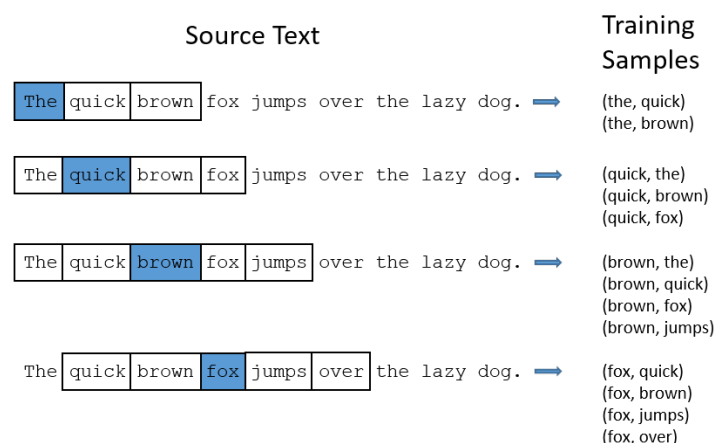 Source Text
Training
Samples
The quick brown fox jumps over the lazy dog.
(the, quick)
(the, brown)
The quick brown fox jumps over the lazy dog.
(quick, the)
(quick, brown)
(quick, fox)
The quick brown fox jumps over the lazy dog.
(brown, the)
(brown, quick)
(brown, fox)
(brown, jumps)
The quick brown fox jumps over the lazy dog.
(fox, quick)
(fox, brown)
(fox, jumps)
(fox, over)